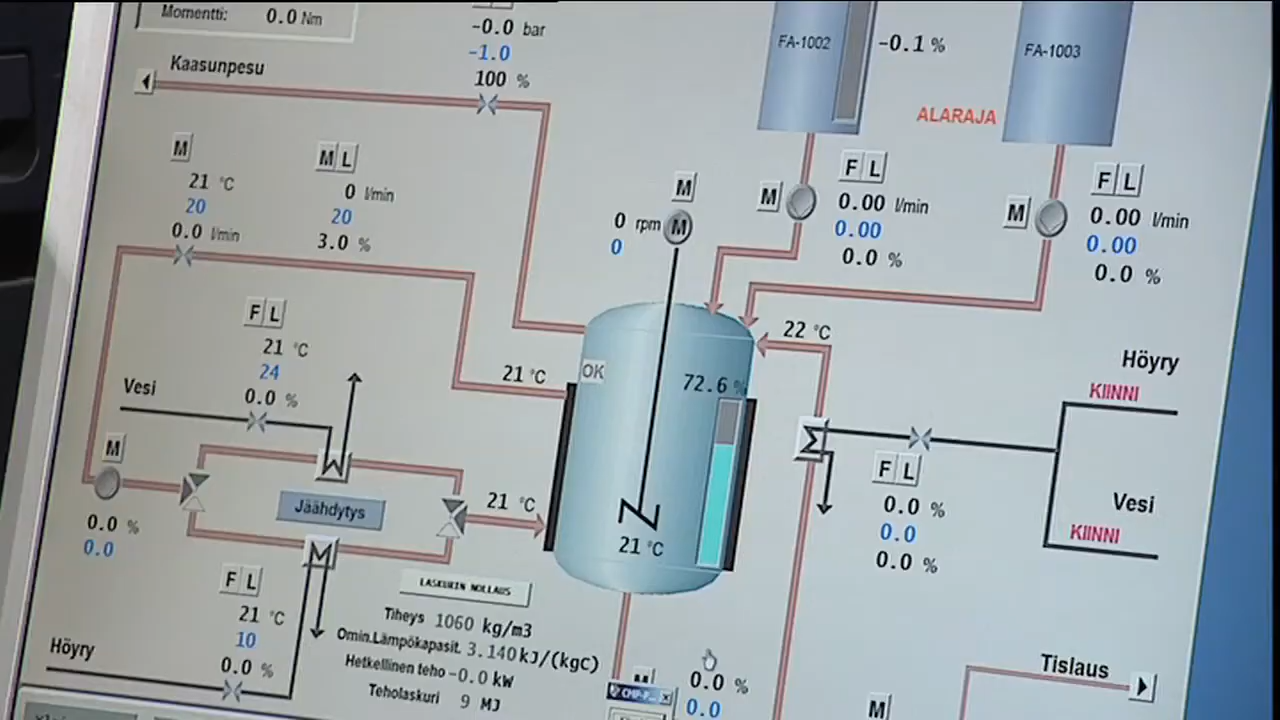 Momentti: 0.0 Nm
-0.0 bar
-1.0
100 %
Kaasunpesu
FA-1002
-0.1 %
FA-1003
ALARAJA
M
21 °C
20
0.0 l/min
M L
0 l/min
20
3.0 %
M
0 rpm M
0
M
F L
0.00 l/min
0.00
0.0 %
M
F L
0.00 l/min
0.00
0.0 %
F L
21 °C
24
0.0 %
Vesi
21 °C
OK
72.6 %
22 °C
Höyry
KIINNI
M
0.0 %
0.0
Jäähdytys
21 °C
21 °C
F L
0.0 %
0.0
0.0 %
Vesi
KIINNI
F L
21 °C
10
0.0 %
Höyry
LASKURIN NOLLAUS
Tiheys 1060 kg/m3
Omin.Lämpökapasit. 3.140 kJ/(kgC)
Hetkellinen teho -0.0 kW
Teholaskuri 9 MJ
M
0.0 %
0.0
Tislaus
M